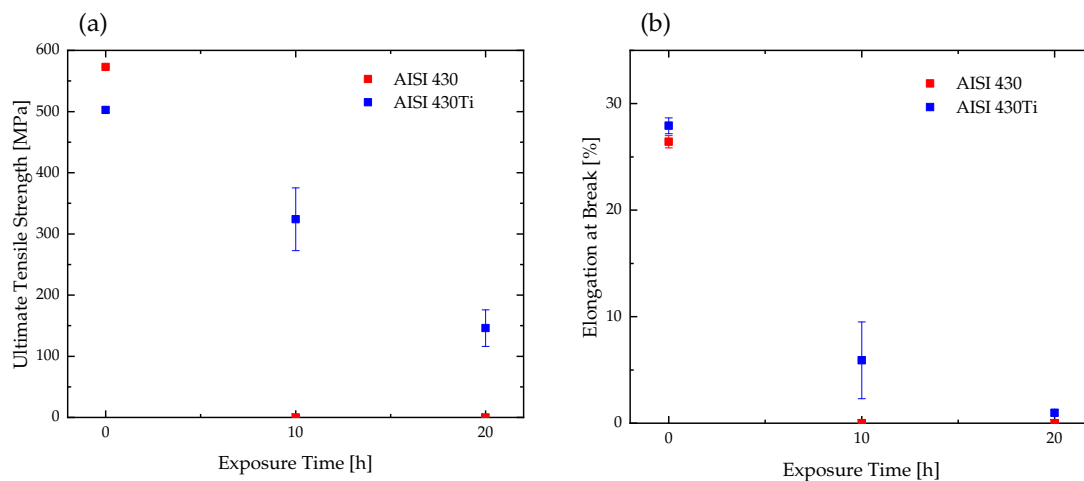 (a)
Ultimate Tensile Strength [MPa]
600
500
400
300
200
100
0
AISI 430
AISI 430Ti
0
10
20
Exposure Time [h]
(b)
Elongation at Break [%]
30
20
10
0
AISI 430
AISI 430Ti
0
10
20
Exposure Time [h]